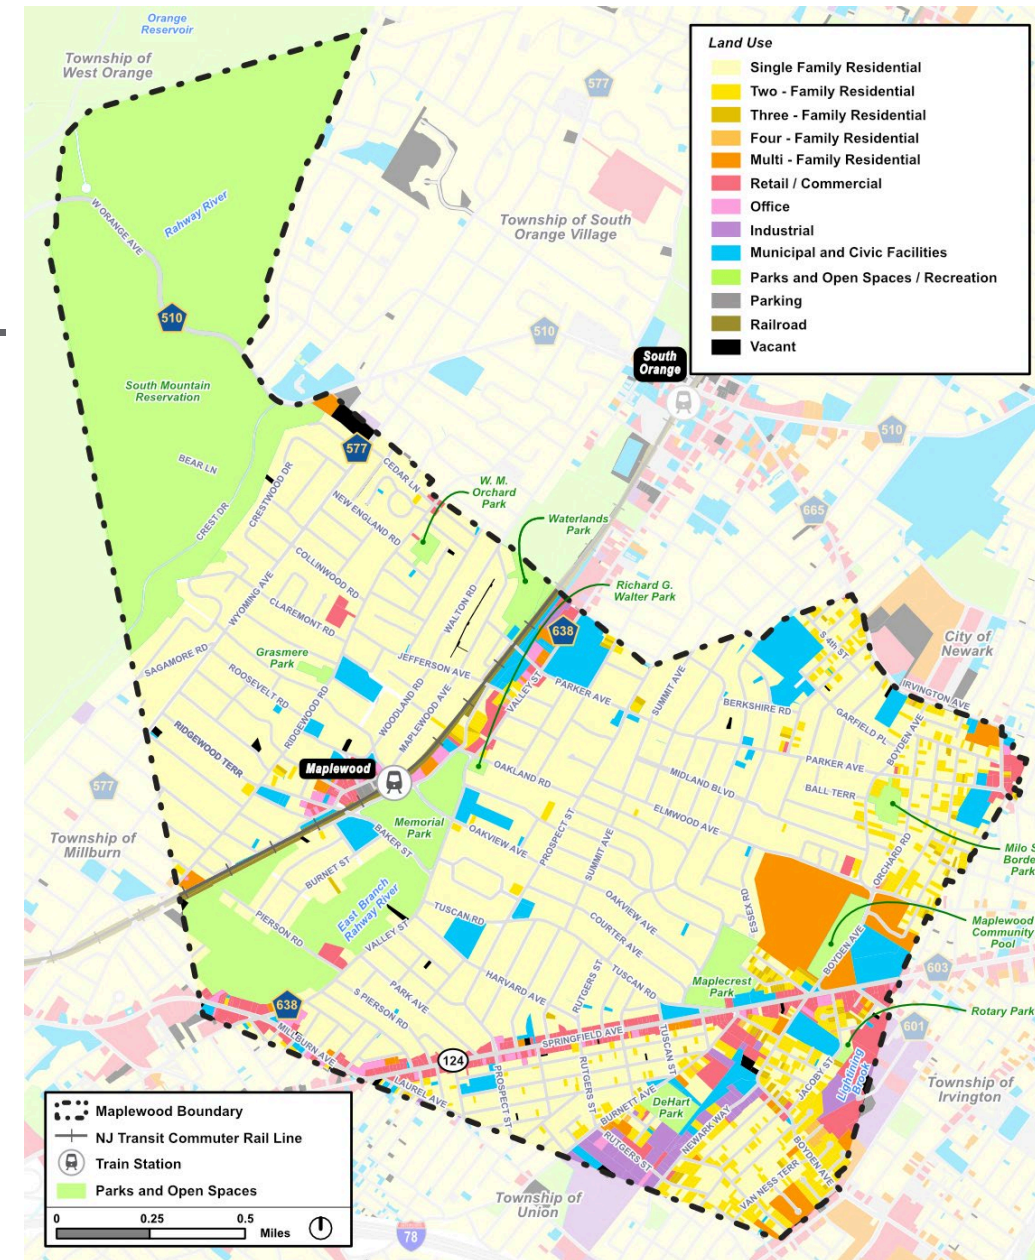 Orange
Reservoir
Township of
West Orange
577
Land Use
Single Family Residential
Two - Family Residential
Three - Family Residential
Four - Family Residential
Multi - Family Residential
Retail / Commercial
Office
Industrial
Municipal and Civic Facilities
Parks and Open Spaces / Recreation
Parking
Railroad
Vacant
Rahway River
W ORANGE AVE
Township of South
Orange Village
510
510
South
Orange
South Mountain
Reservation
510
577
BEAR LN
CREST DR
CRESTWOOD DR
CEDAR LN
NEW ENGLAND RD
W. M.
Orchard
Park
Waterlands
Park
665
COLLINWOOD RD
WYOMING AVE
CLAREMONT RD
WALTON RD
Richard G.
Walter Park
638
S 4th ST
City of
Newark
SAGAMORE RD
Grasmere
Park
JEFFERSON AVE
ROOSEVELT RD
RIDGEWOOD RD
WOODLAND RD
MAPLEWOOD AVE
VALLEY ST
PARKER AVE
SUMMIT AVE
BERKSHIRE RD
IRVINGTON AVE
GARFIELD PL
BOYDEN AVE
RIDGEWOOD TERR
Maplewood
577
OAKLAND RD
MIDLAND BLVD
PARKER AVE
BALL TERR
ELMWOOD AVE
Township of
Millburn
Memorial
Park
BAKER ST
OAKVIEW AVE
PROSPECT ST
SUMMIT AVE
ORCHARD RD
Milo S
Borde
Park
BURNET ST
East Branch
Rahway River
PIERSON RD
VALLEY ST
TUSCAN RD
OAKVIEW AVE
COURTER AVE
ESSEX RD
BOYDEN AVE
Maplewood
Community
Pool
603
PARK AVE
HARVARD AVE
RUTGERS ST
TUSCAN RD
Maplecrest
Park
638
S PIERSON RD
Rotary Park
601
MILLBURN AVE
124
SPRINGFIELD AVE
TUSCAN ST
JACOBY ST
Lightining
Brook
LAUREL AVE
PROSPECT ST
RUTGERS ST
BURNETT AVE
DeHart
Park
NEWARK WAY
Township of
Irvington
RUTGERS ST
VAN NESS TERR
BOYDEN AVE
Township of
Union
78
Maplewood Boundary
NJ Transit Commuter Rail Line
Train Station
Parks and Open Spaces
0 0.25 0.5
Miles